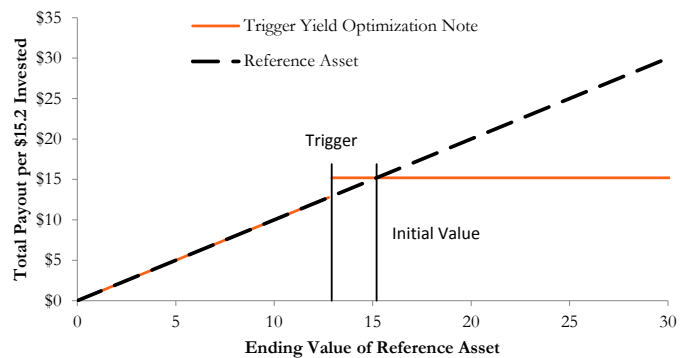 Trigger Yield Optimization Note
Reference Asset
Total Payout per $15.2 Invested
$35
$30
$25
$20
$15
$10
$5
$0
Trigger
Initial Value
0 5 10 15 20 25 30
Ending Value of Reference Asset